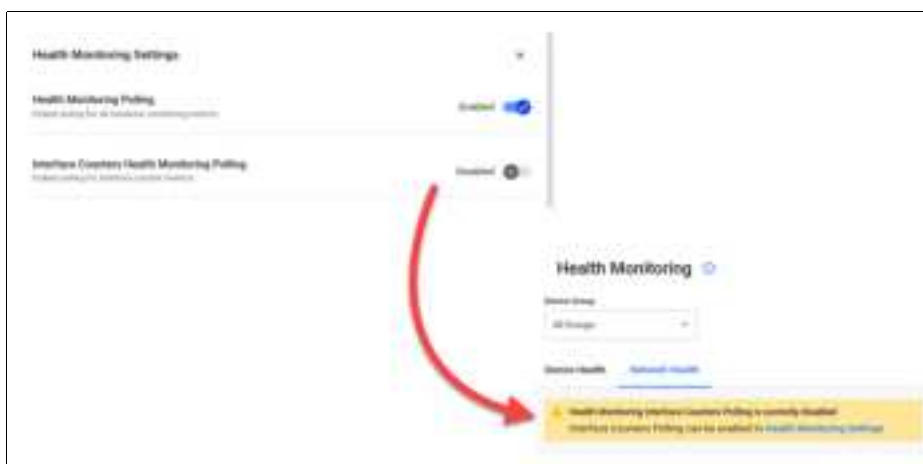 Health Monitoring Settings
Health Monitoring Polling
Enabled
Interface Counters Health Monitoring Polling
Disabled
Health Monitoring
Device Group
All Groups
Device Health Network Health
Health Monitoring Interface Counters Polling is currently disabled
Interface Counters Polling can be enabled in Health Monitoring Settings